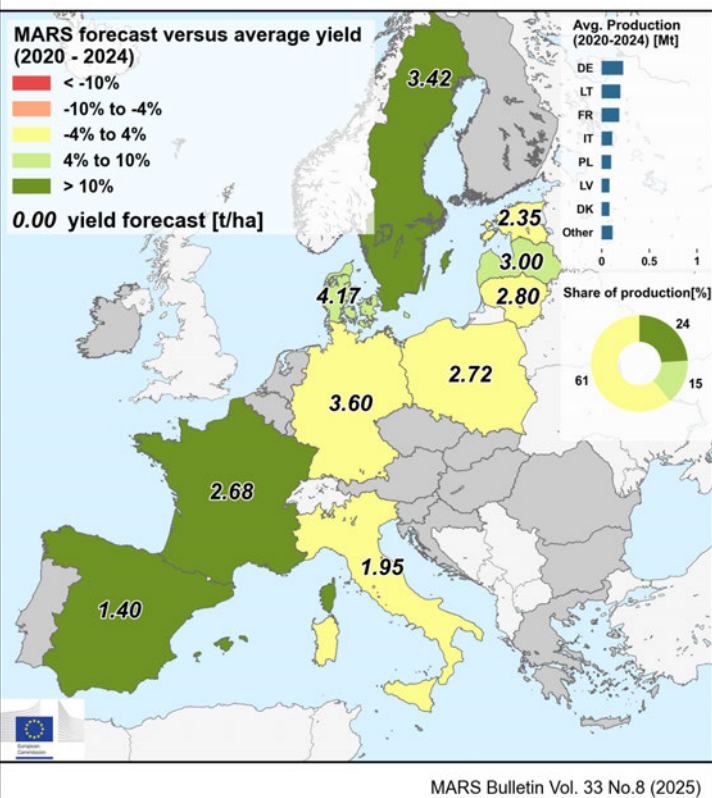 MARS forecast versus average yield
(2020 - 2024)
< -10%
-10% to -4%
-4% to 4%
4% to 10%
> 10%
0.00 yield forecast [t/ha]
Avg. Production
(2020-2024) [Mt]
DE
LT
FR
IT
PL
LV
DK
Other
0 0.5 1
Share of production[%]
24
61
15
3.42
2.35
3.00
4.17
2.80
2.72
3.60
2.68
1.95
1.40
European
Commission
MARS Bulletin Vol. 33 No.8 (2025)